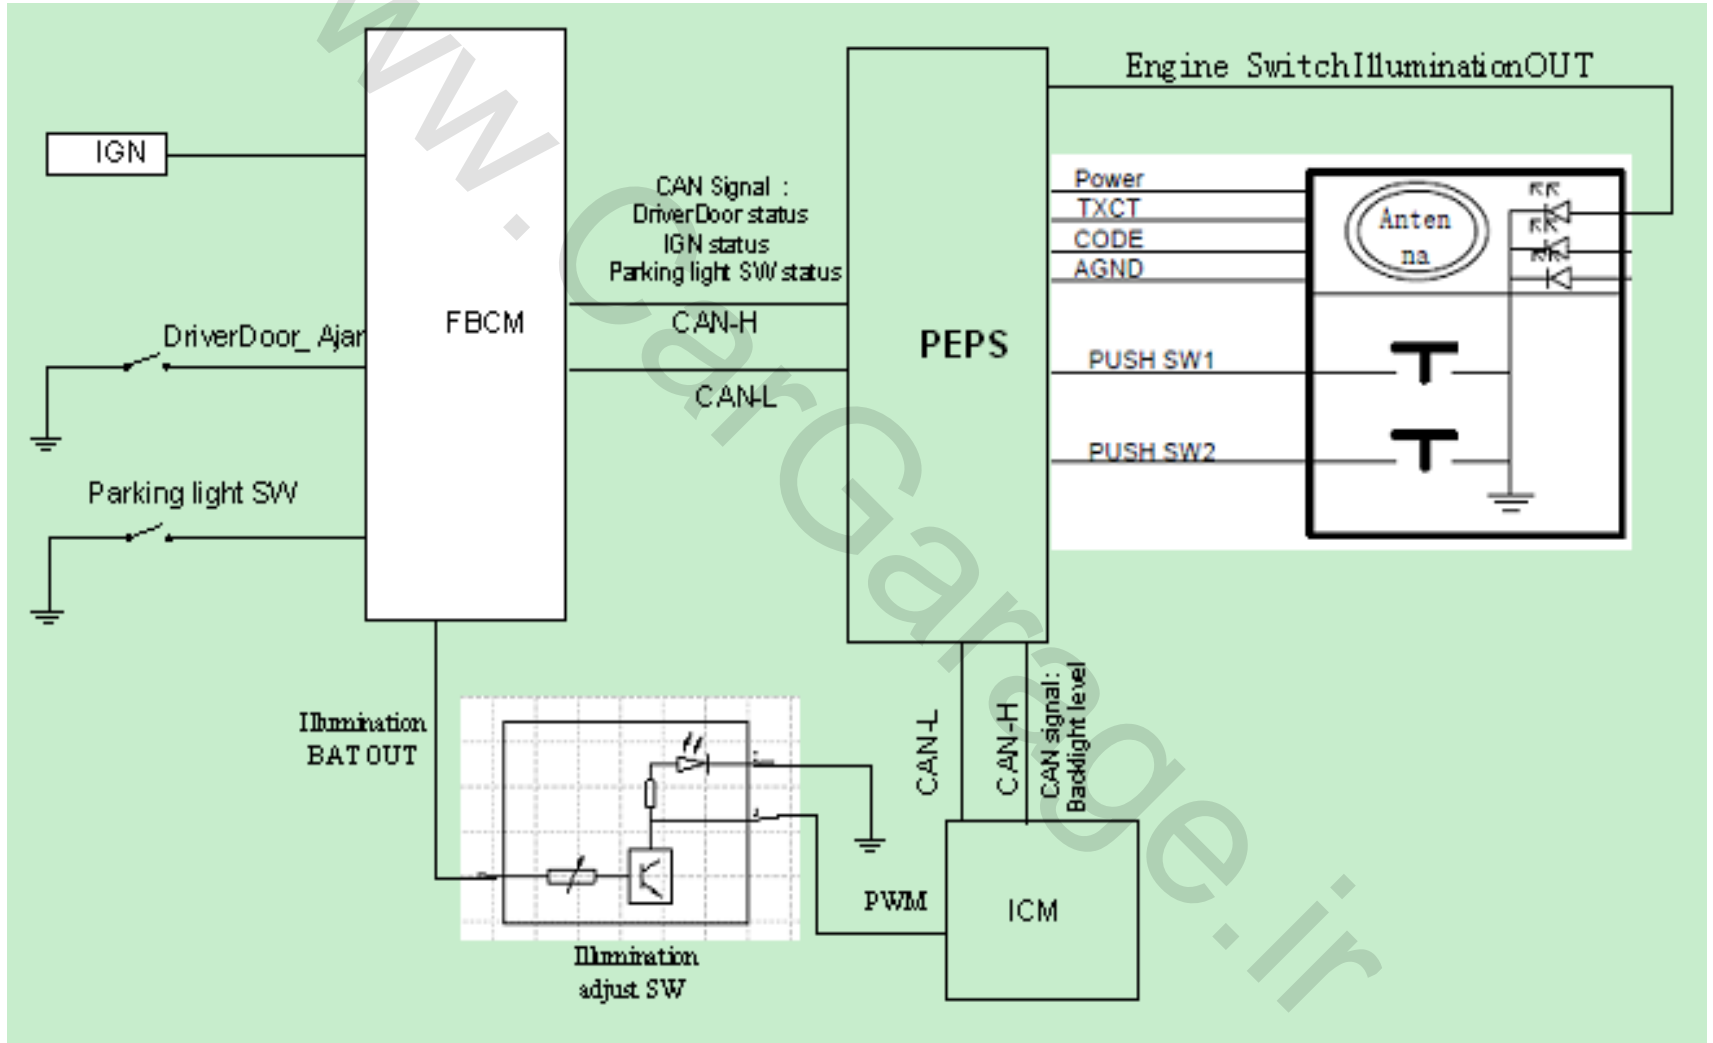 Engine SwitchIlluminationOUT
IGN
CAN Signal :
DriverDoor status
IGN status
Parking light SW status
Power
TXCT
CODE
AGND
Anten
na
FBCM
CAN-H
PEPS
DriverDoor_Ajar
PUSH SW1
CAN-L
PUSH SW2
Parking light SW
Illumination
BAT OUT
CAN-L
CAN-H
CAN signal :
Backlight level
PWM
ICM
Illumination
adjust SW
www.CarGarage.ir